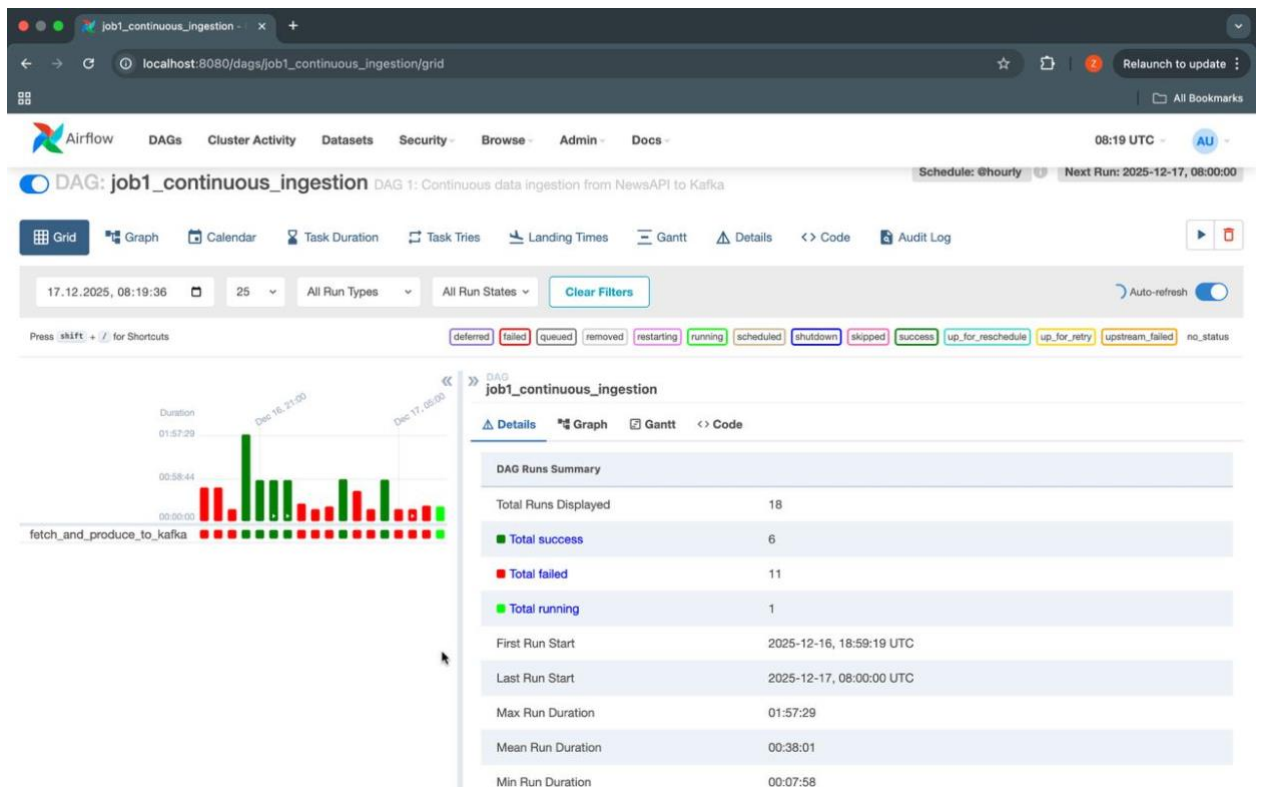 job1_continuous_ingestion -
localhost:8080/dags/job1_continuous_ingestion/grid
Z
Relaunch to update
All Bookmarks
Airflow DAGs Cluster Activity Datasets Security Browse Admin Docs 08:19 UTC AU
DAG: job1_continuous_ingestion DAG 1: Continuous data ingestion from NewsAPI to Kafka
Schedule: @hourly Next Run: 2025-12-17, 08:00:00
Grid Graph Calendar Task Duration Task Tries Landing Times Gantt Details <> Code Audit Log
17.12.2025, 08:19:36 25 All Run Types All Run States Clear Filters Auto-refresh
Press shift + / for Shortcuts
deferred failed queued removed restarting running scheduled shutdown skipped success up_for_reschedule up_for_retry upstream_failed no_status
Duration
Dec 16, 21:00
Dec 17, 05:00
01:57:29
00:58:44
00:00:00
fetch_and_produce_to_kafka
DAG
job1_continuous_ingestion
Details Graph Gantt <> Code
DAG Runs Summary
Total Runs Displayed 18
Total success 6
Total failed 11
Total running 1
First Run Start 2025-12-16, 18:59:19 UTC
Last Run Start 2025-12-17, 08:00:00 UTC
Max Run Duration 01:57:29
Mean Run Duration 00:38:01
Min Run Duration 00:07:58